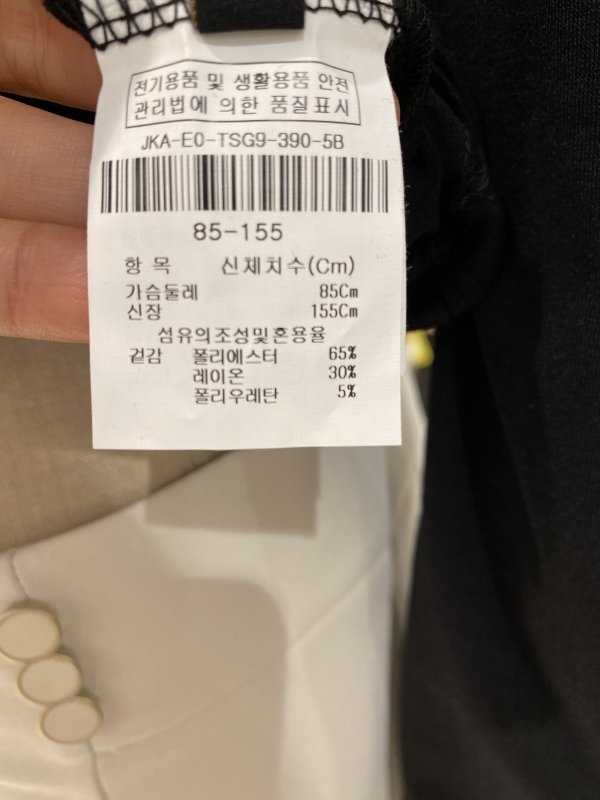 전기용품 및 생활용품 안전
관리법에 의한 품질표시
JKA-E0-TSG9-390-5B
85-155
항 목 신체치수(Cm)
가슴둘레 85Cm
신장 155Cm
섬유의조성및혼용율
겉감 폴리에스터 65%
레이온 30%
폴리우레탄 5%